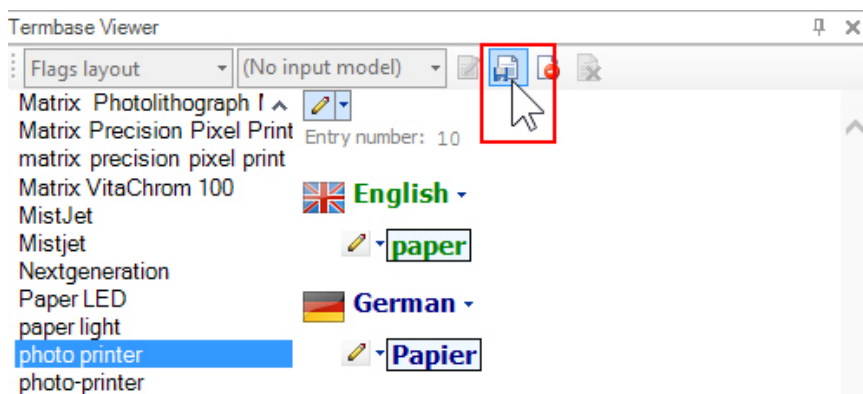 Termbase Viewer
Flags layout
(No input model)
Matrix Photolithograph
Matrix Precision Pixel Print
matrix precision pixel print
Matrix VitaChrom 100
MistJet
Mistjet
Nextgeneration
Paper LED
paper light
photo printer
photo-printer
Entry number: 10
English
paper
German
Papier